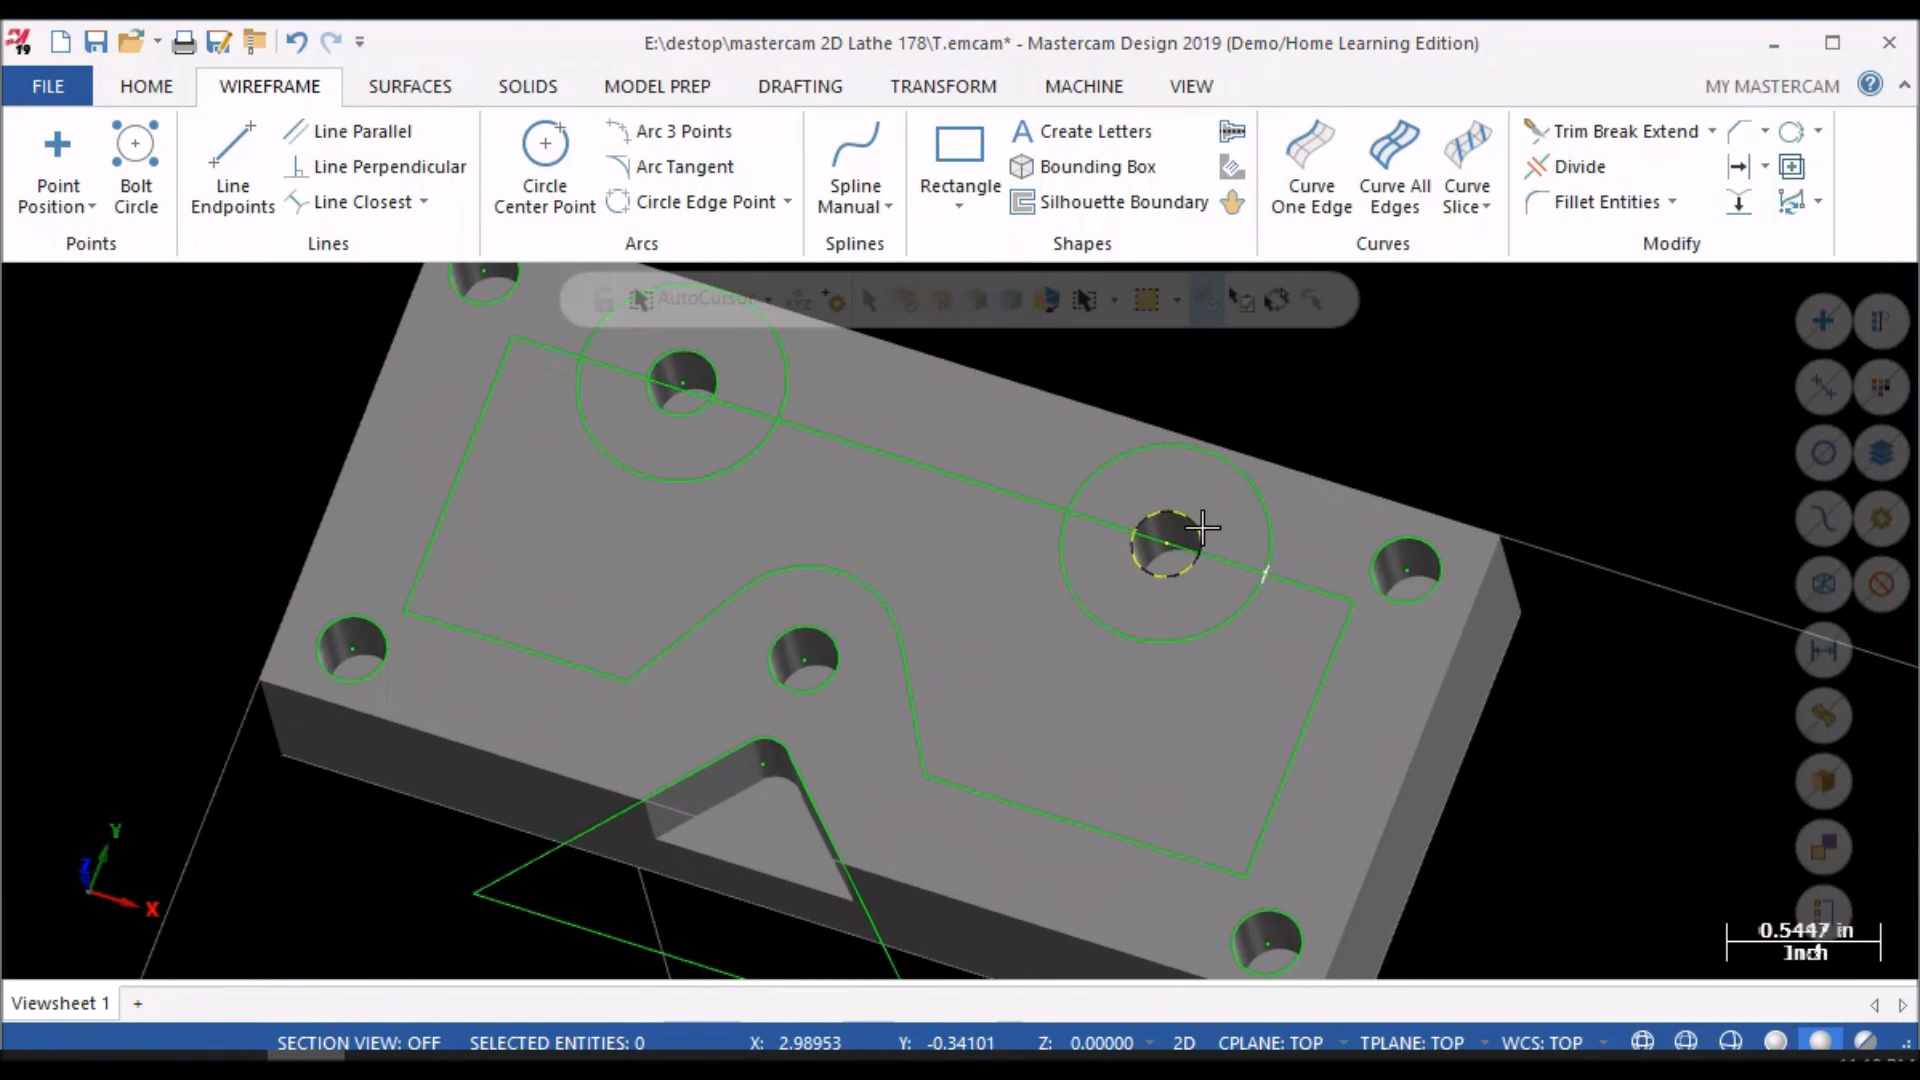 19
E:\destop\mastercam 2D Lathe 178\T.emcam* - Mastercam Design 2019 (Demo/Home Learning Edition)
FILE HOME WIREFRAME SURFACES SOLIDS MODEL PREP DRAFTING TRANSFORM MACHINE VIEW MY MASTERCAM
Point Position
Bolt Circle
Points
Line Endpoints
Line Parallel
Line Perpendicular
Line Closest
Lines
Circle Center Point
Arc 3 Points
Arc Tangent
Circle Edge Point
Arcs
Spline Manual
Splines
Rectangle
Create Letters
Bounding Box
Silhouette Boundary
Shapes
Curve One Edge
Curve All Edges
Curve Slice
Curves
Trim Break Extend
Divide
Fillet Entities
Modify
AutoCursor
Y
Z
X
0.5447 in
Inch
Viewsheet 1 +
SECTION VIEW: OFF SELECTED ENTITIES: 0 X: 2.98953 Y: -0.34101 Z: 0.00000 2D CPLANE: TOP TPLANE: TOP WCS: TOP